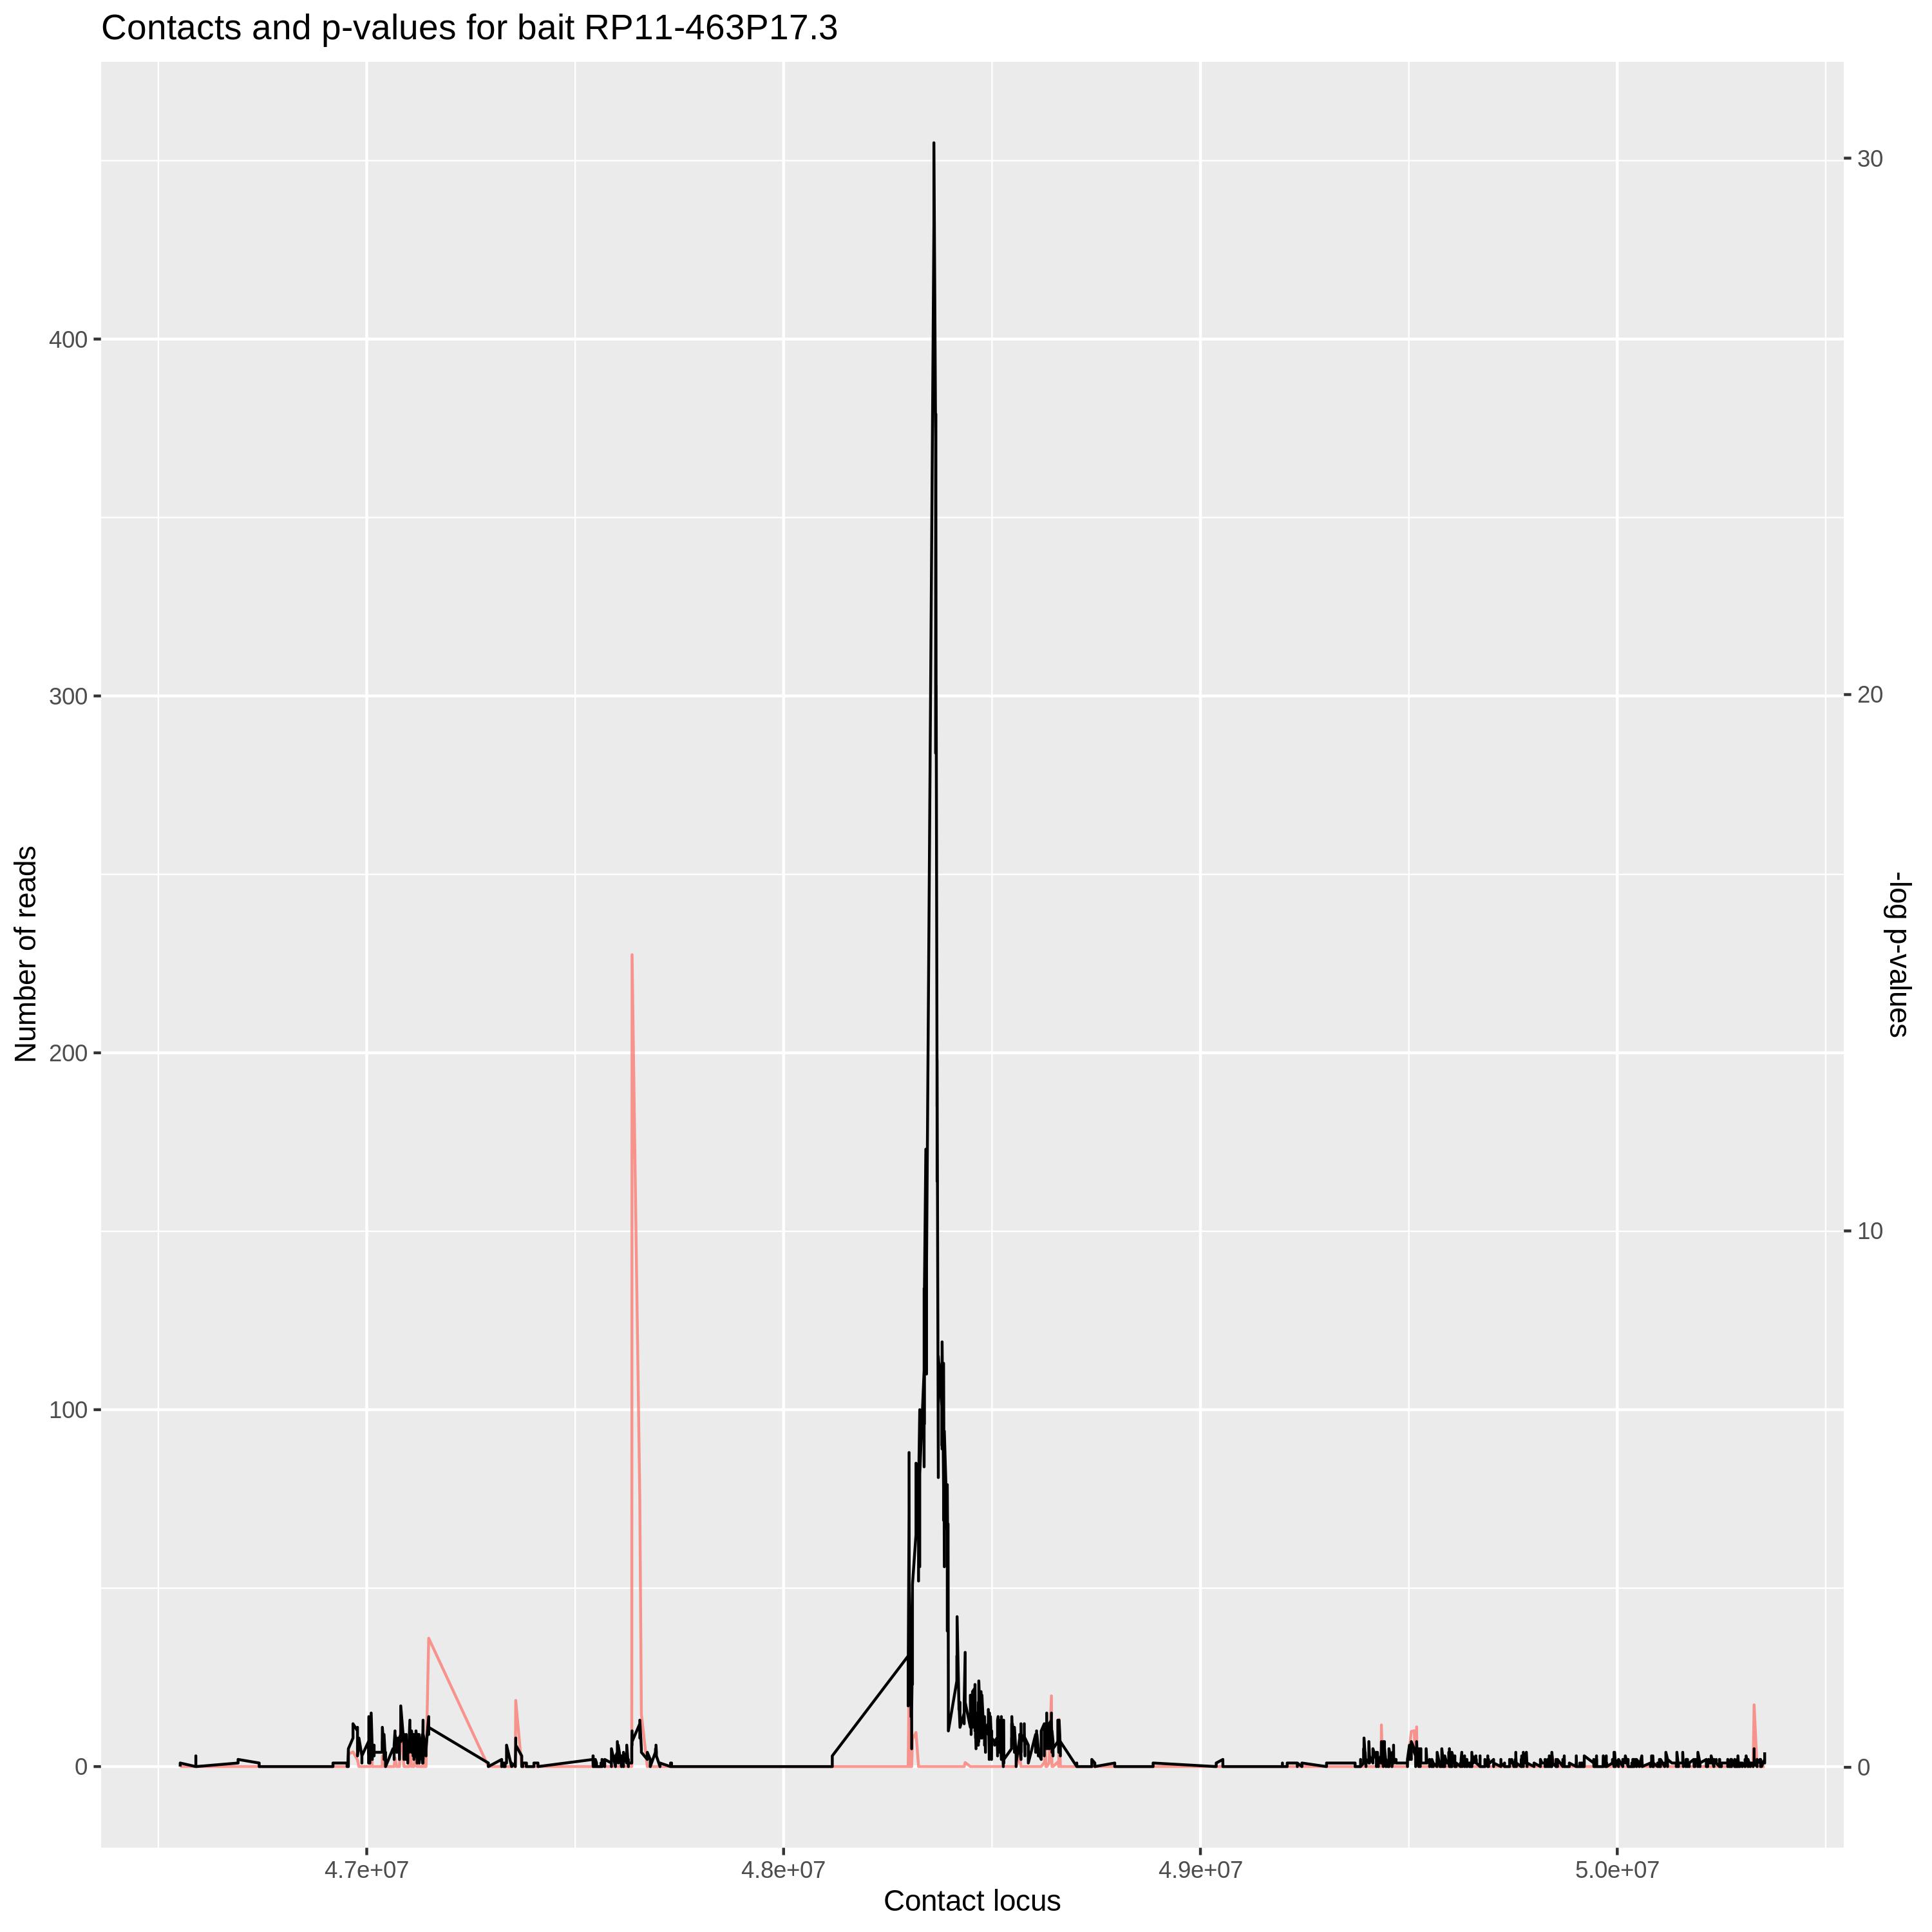 Contacts and p-values for bait RP11-463P17.3
400
300
200
100
0
Number of reads
30
20
10
0
-log p-values
4.7e+07
4.8e+07
4.9e+07
5.0e+07
Contact locus